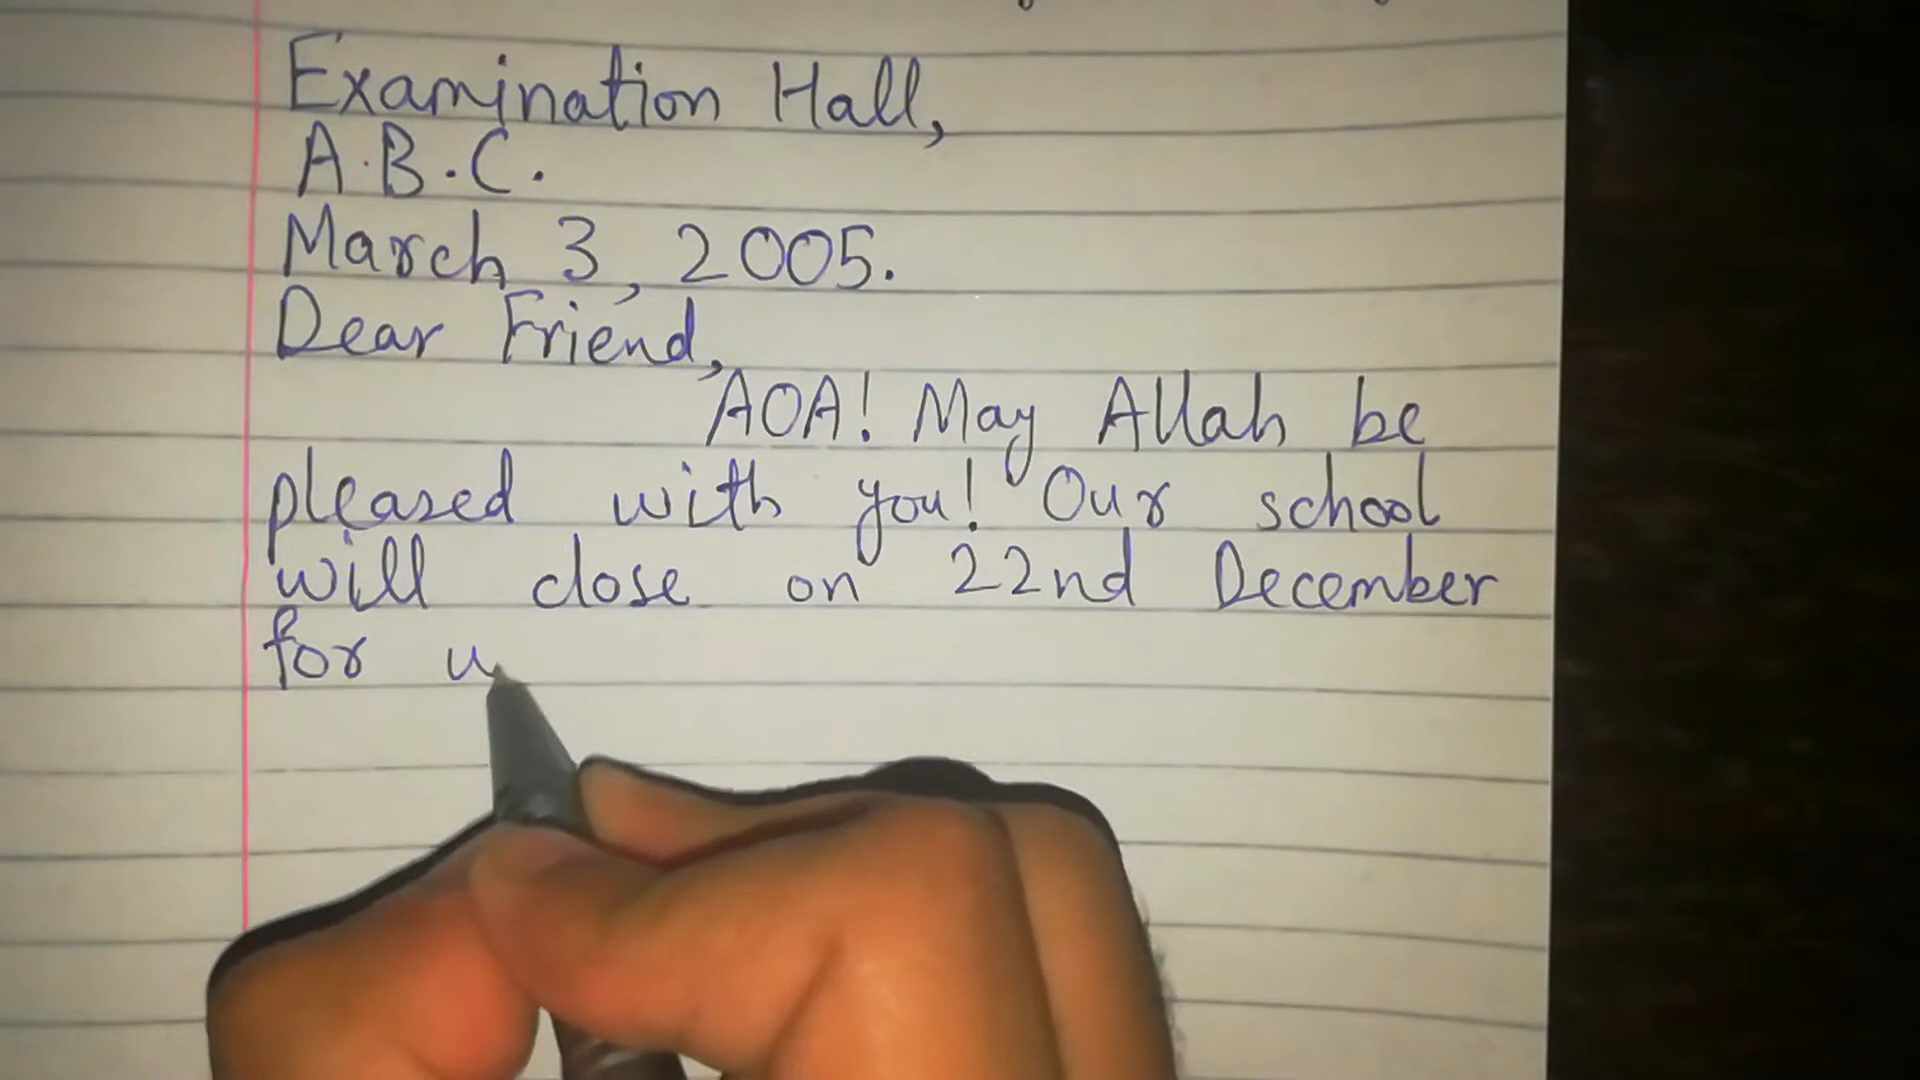 Examination Hall,
A.B.C.
March 3, 2005.
Dear Friend,
AOA! May Allah be
pleased with you! Our school
will close on 22nd December
for